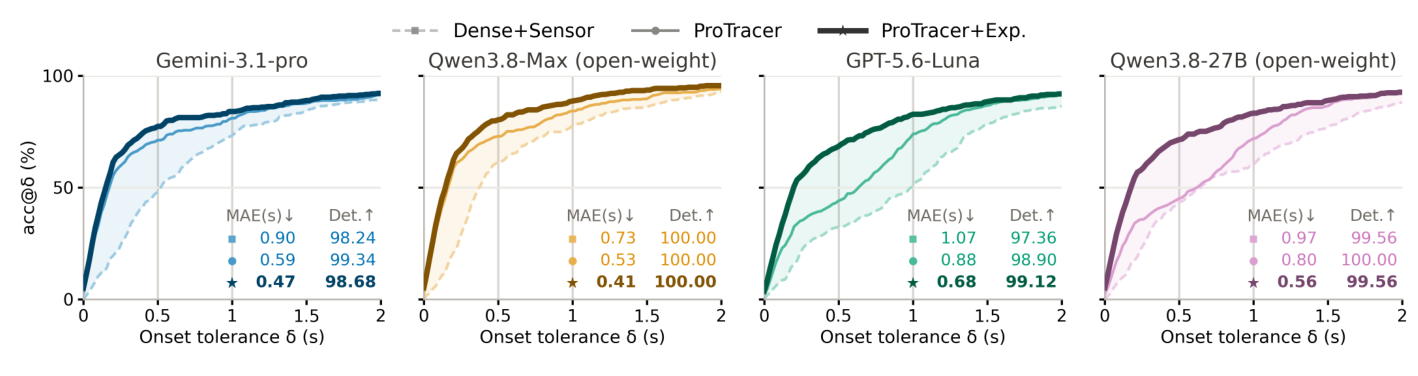 Dense+Sensor ProTracer ProTracer+Exp.
Gemini-3.1-pro Qwen3.8-Max (open-weight) GPT-5.6-Luna Qwen3.8-27B (open-weight)
100
50
0
acc@δ (%)
MAE(s)↓ Det.↑
0.90 98.24
0.59 99.34
0.47 98.68
0 0.5 1 1.5 2
Onset tolerance δ (s)
MAE(s)↓ Det.↑
0.73 100.00
0.53 100.00
0.41 100.00
0 0.5 1 1.5 2
Onset tolerance δ (s)
MAE(s)↓ Det.↑
1.07 97.36
0.88 98.90
0.68 99.12
0 0.5 1 1.5 2
Onset tolerance δ (s)
MAE(s)↓ Det.↑
0.97 99.56
0.80 100.00
0.56 99.56
0 0.5 1 1.5 2
Onset tolerance δ (s)